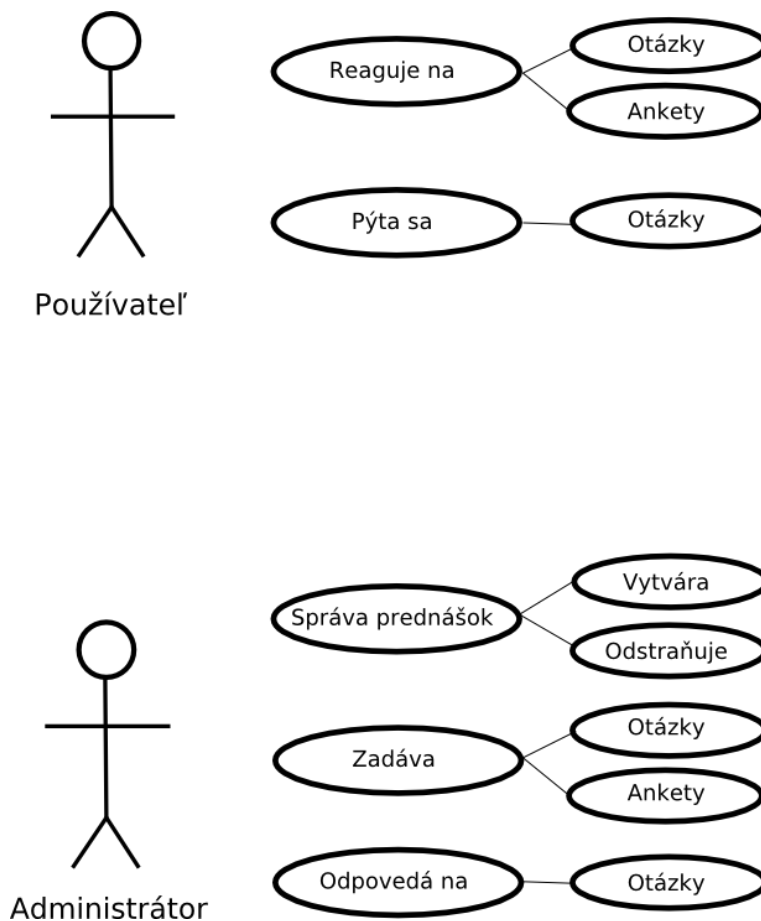 Otázky
Reaguje na
Ankety
Pýta sa
Otázky
Používateľ
Vytvára
Správa prednášok
Odstraňuje
Otázky
Zadáva
Ankety
Odpovedá na
Otázky
Administrátor